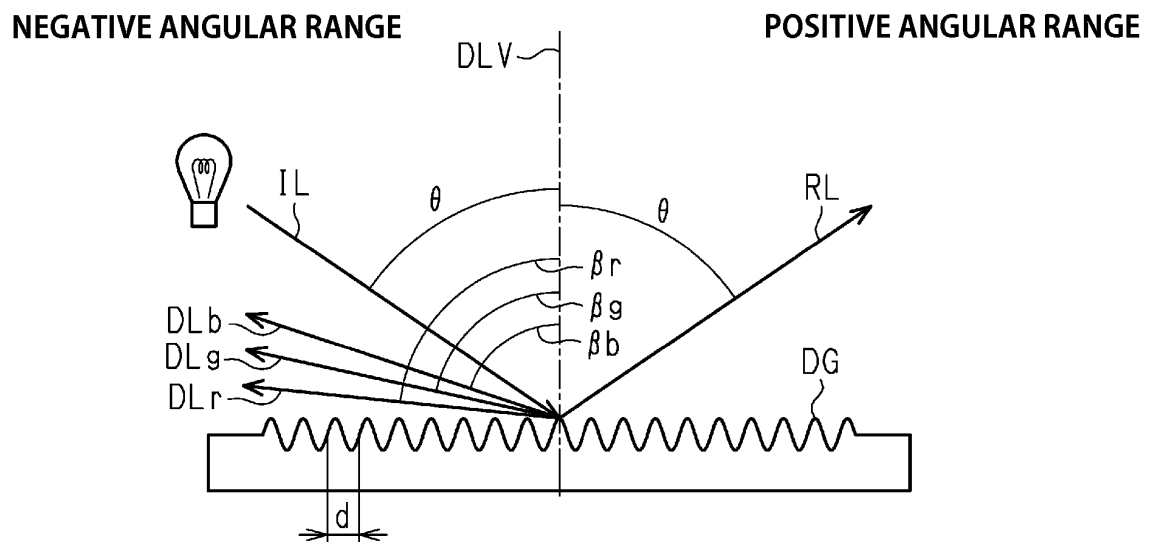 NEGATIVE ANGULAR RANGE
POSITIVE ANGULAR RANGE
DLV
IL
θ
θ
RL
βr
βg
βb
DLb
DLg
DLr
DG
d